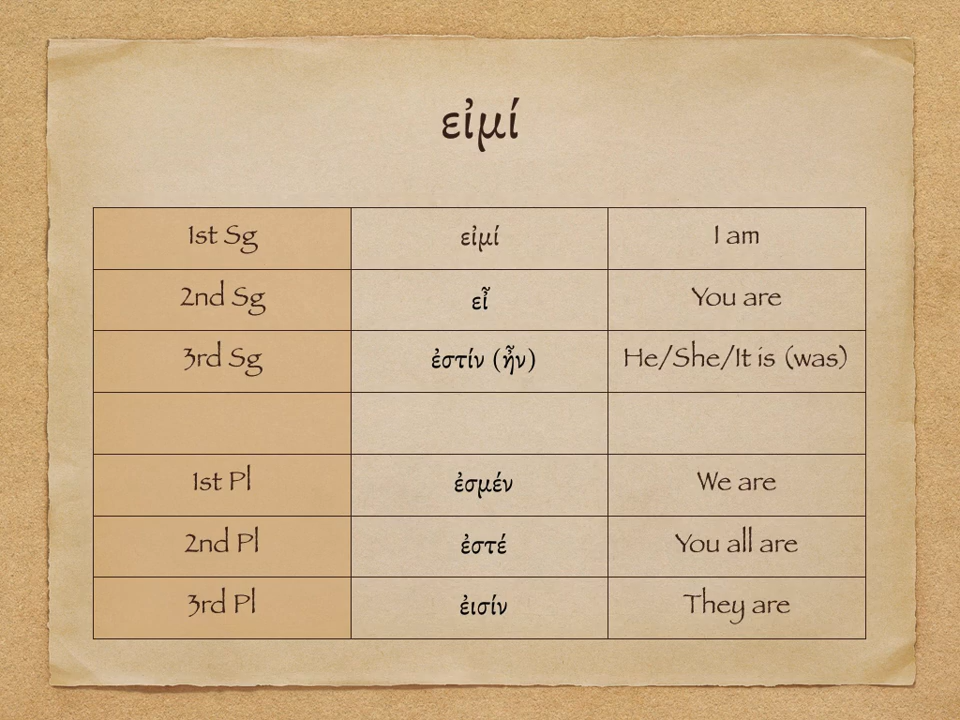 εἰμί
1st Sg εἰμί I am
2nd Sg εἶ You are
3rd Sg ἐστίν (ἦν) He/She/It is (was)
1st Pl ἐσμέν We are
2nd Pl ἐστέ You all are
3rd Pl ἐισίν They are